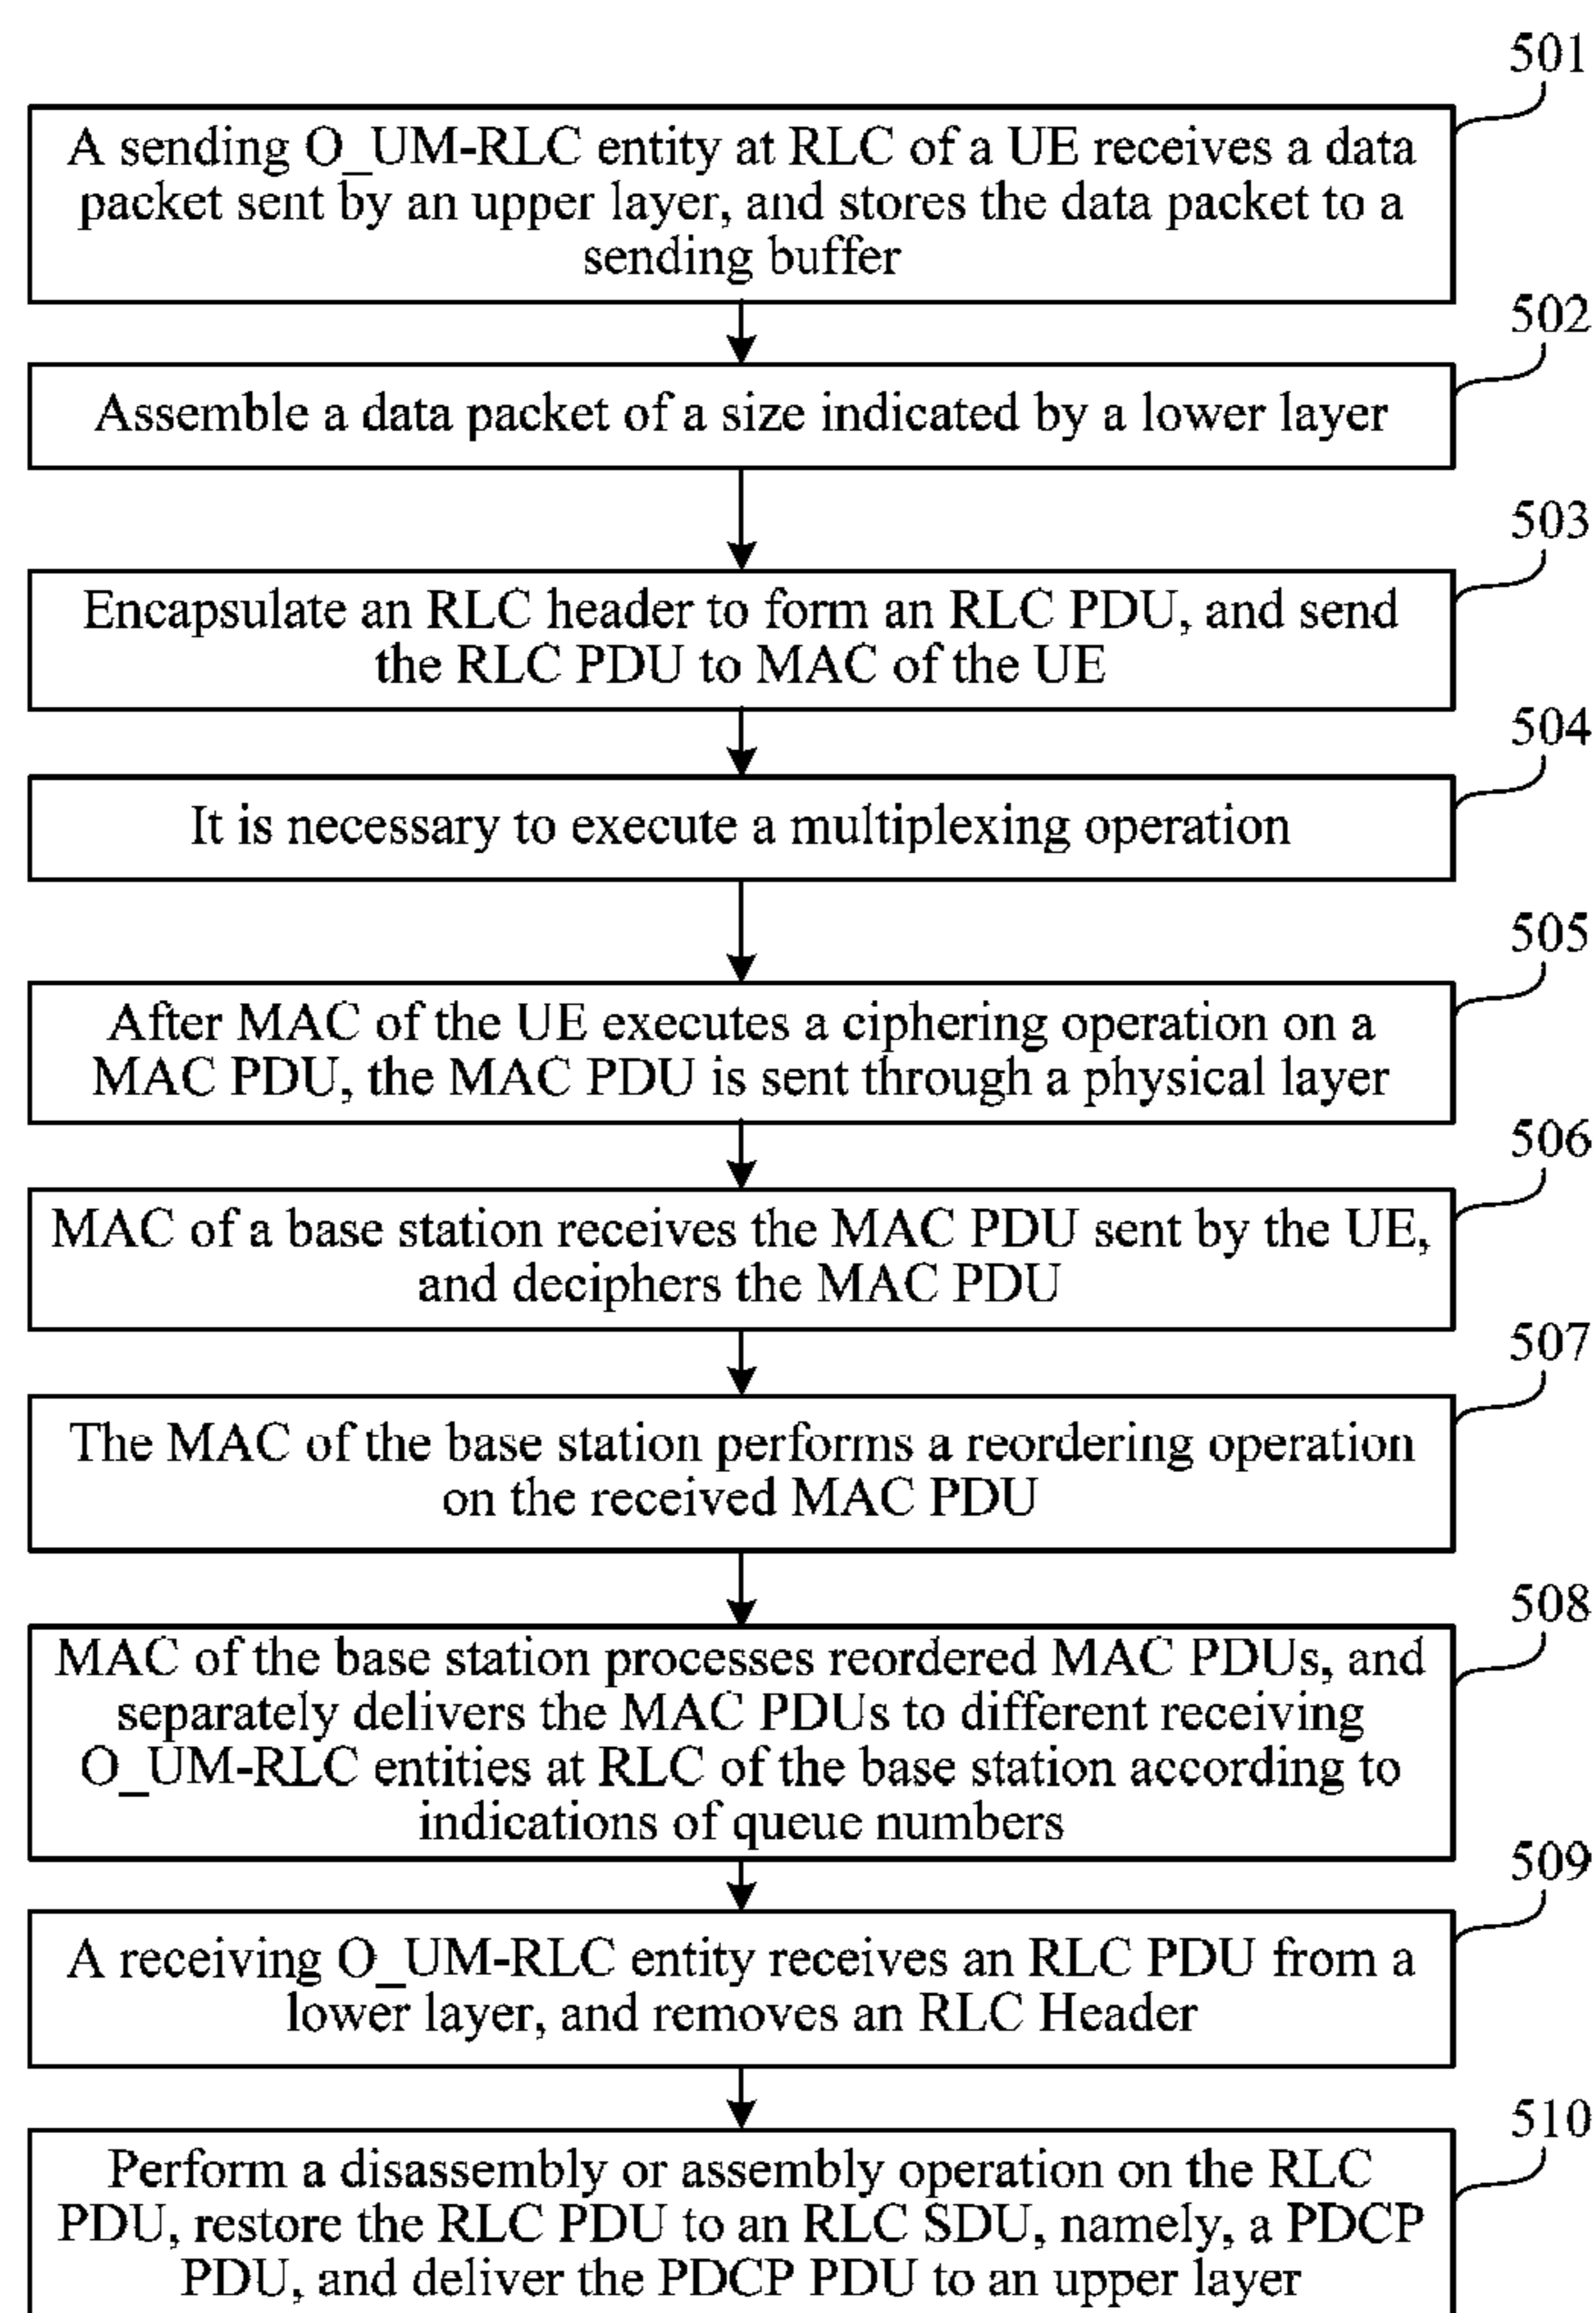 501
A sending O_UM-RLC entity at RLC of a UE receives a data
packet sent by an upper layer, and stores the data packet to a
sending buffer
502
Assemble a data packet of a size indicated by a lower layer
503
Encapsulate an RLC header to form an RLC PDU, and send
the RLC PDU to MAC of the UE
504
It is necessary to execute a multiplexing operation
505
After MAC of the UE executes a ciphering operation on a
MAC PDU, the MAC PDU is sent through a physical layer
506
MAC of a base station receives the MAC PDU sent by the UE,
and deciphers the MAC PDU
507
The MAC of the base station performs a reordering operation
on the received MAC PDU
508
MAC of the base station processes reordered MAC PDUs, and
separately delivers the MAC PDUs to different receiving
O_UM-RLC entities at RLC of the base station according to
indications of queue numbers
509
A receiving O_UM-RLC entity receives an RLC PDU from a
lower layer, and removes an RLC Header
510
Perform a disassembly or assembly operation on the RLC
PDU, restore the RLC PDU to an RLC SDU, namely, a PDCP
PDU, and deliver the PDCP PDU to an upper layer